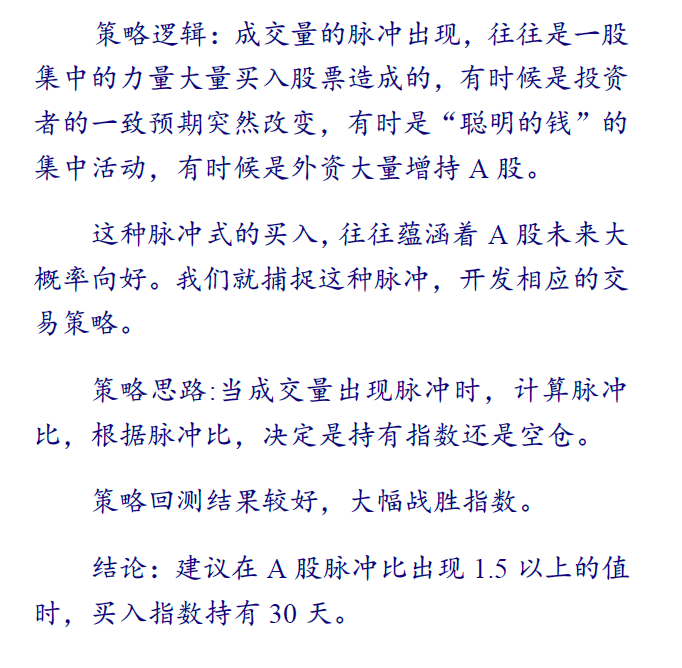 策略逻辑：成交量的脉冲出现，往往是一股
集中的力量大量买入股票造成的，有时候是投资
者的一致预期突然改变，有时是“聪明的钱”的
集中活动，有时候是外资大量增持 A 股。
这种脉冲式的买入,往往蕴涵着 A 股未来大
概率向好。我们就捕捉这种脉冲，开发相应的交
易策略。
策略思路:当成交量出现脉冲时，计算脉冲
比，根据脉冲比，决定是持有指数还是空仓。
策略回测结果较好，大幅战胜指数。
结论：建议在 A 股脉冲比出现 1.5 以上的值
时，买入指数持有 30 天。